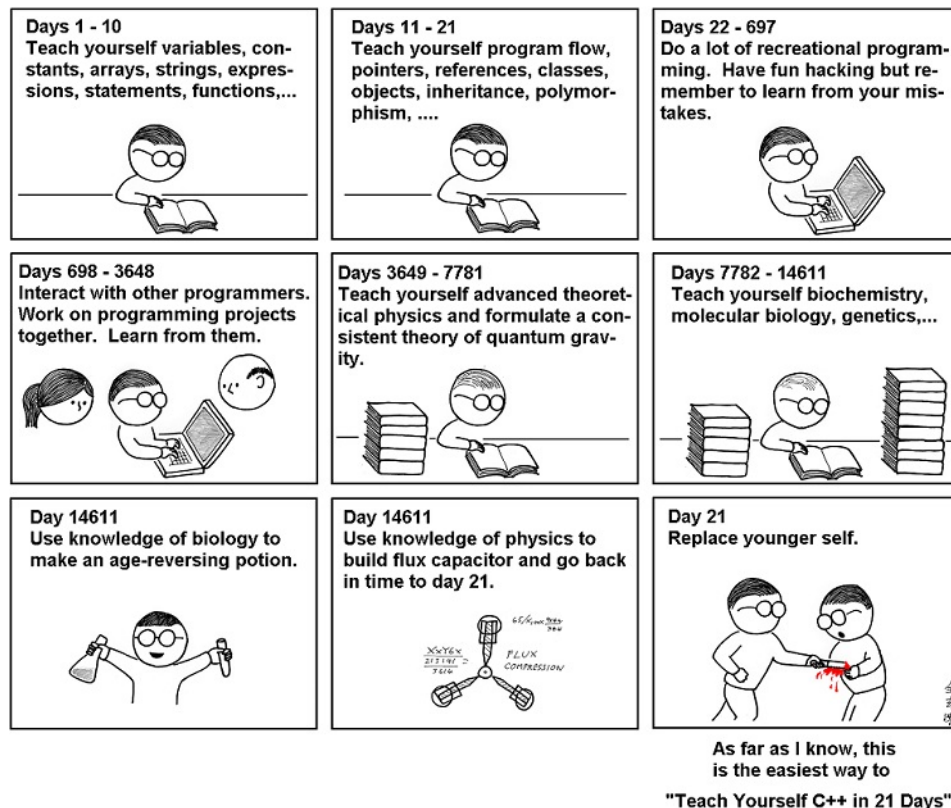 Days 1 - 10
Teach yourself variables, con-
stants, arrays, strings, expres-
sions, statements, functions,...
Days 11 - 21
Teach yourself program flow,
pointers, references, classes,
objects, inheritance, polymor-
phism, ....
Days 22 - 697
Do a lot of recreational program-
ming. Have fun hacking but re-
member to learn from your mis-
takes.
Days 698 - 3648
Interact with other programmers.
Work on programming projects
together. Learn from them.
Days 3649 - 7781
Teach yourself advanced theoret-
ical physics and formulate a con-
sistent theory of quantum grav-
ity.
Days 7782 - 14611
Teach yourself biochemistry,
molecular biology, genetics,...
Day 14611
Use knowledge of biology to
make an age-reversing potion.
Day 14611
Use knowledge of physics to
build flux capacitor and go back
in time to day 21.
FLUX
COMPRESSION
Day 21
Replace younger self.
As far as I know, this
is the easiest way to
"Teach Yourself C++ in 21 Days"